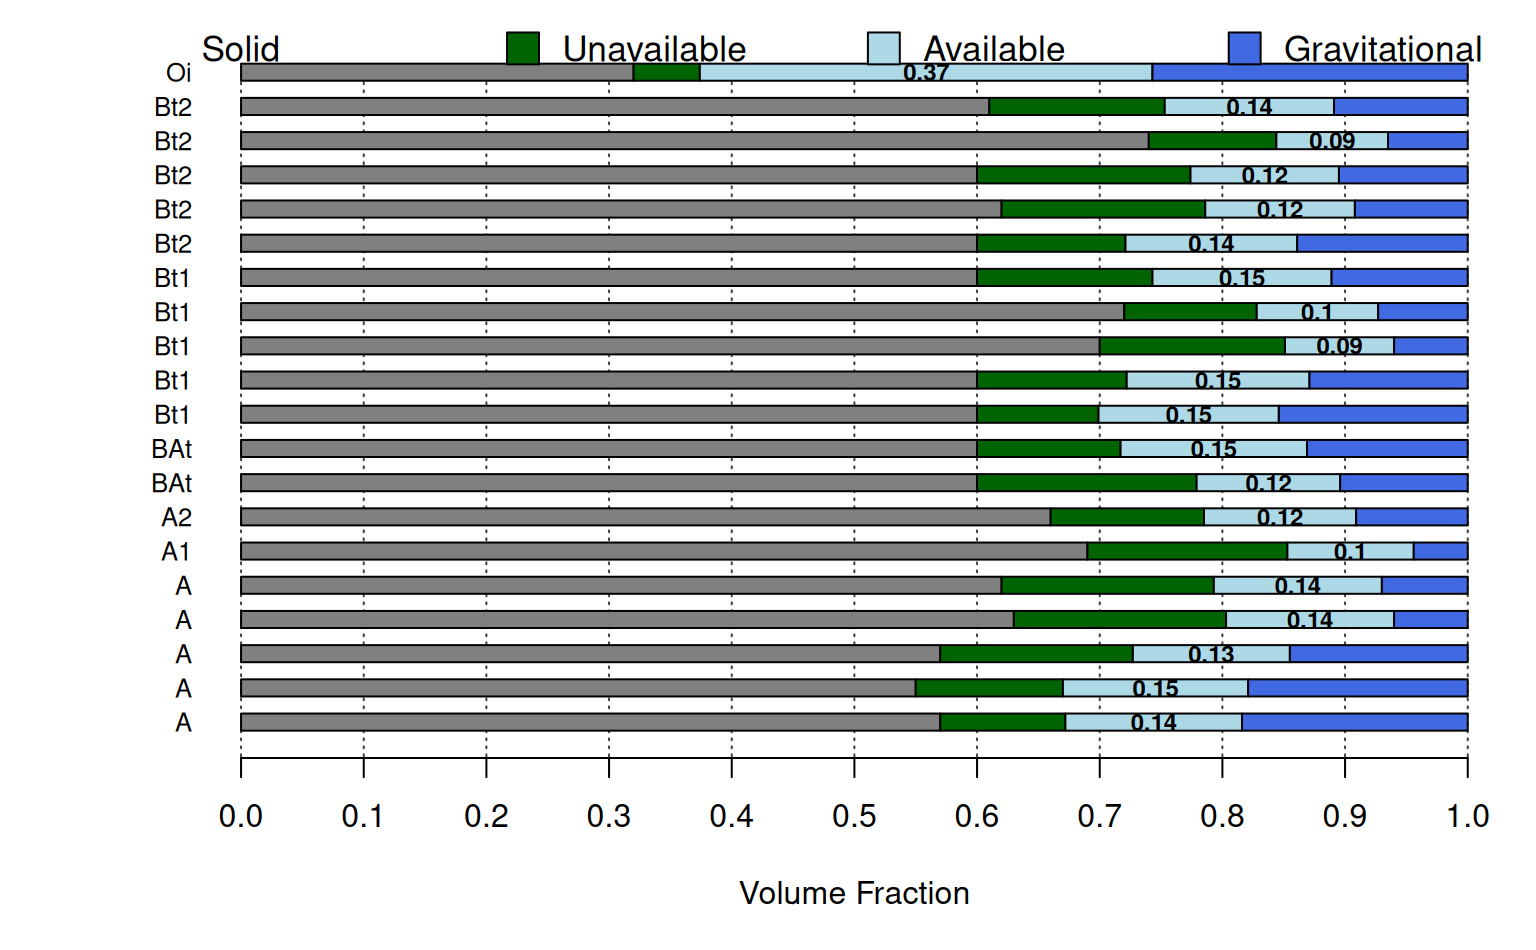 Solid Unavailable Available Gravitational
Oi 0.37
Bt2 0.14
Bt2 0.09
Bt2 0.12
Bt2 0.12
Bt2 0.14
Bt1 0.15
Bt1 0.1
Bt1 0.09
Bt1 0.15
Bt1 0.15
BAt 0.15
BAt 0.12
A2 0.12
A1 0.1
A 0.14
A 0.14
A 0.13
A 0.15
A 0.14
0.0 0.1 0.2 0.3 0.4 0.5 0.6 0.7 0.8 0.9 1.0
Volume Fraction